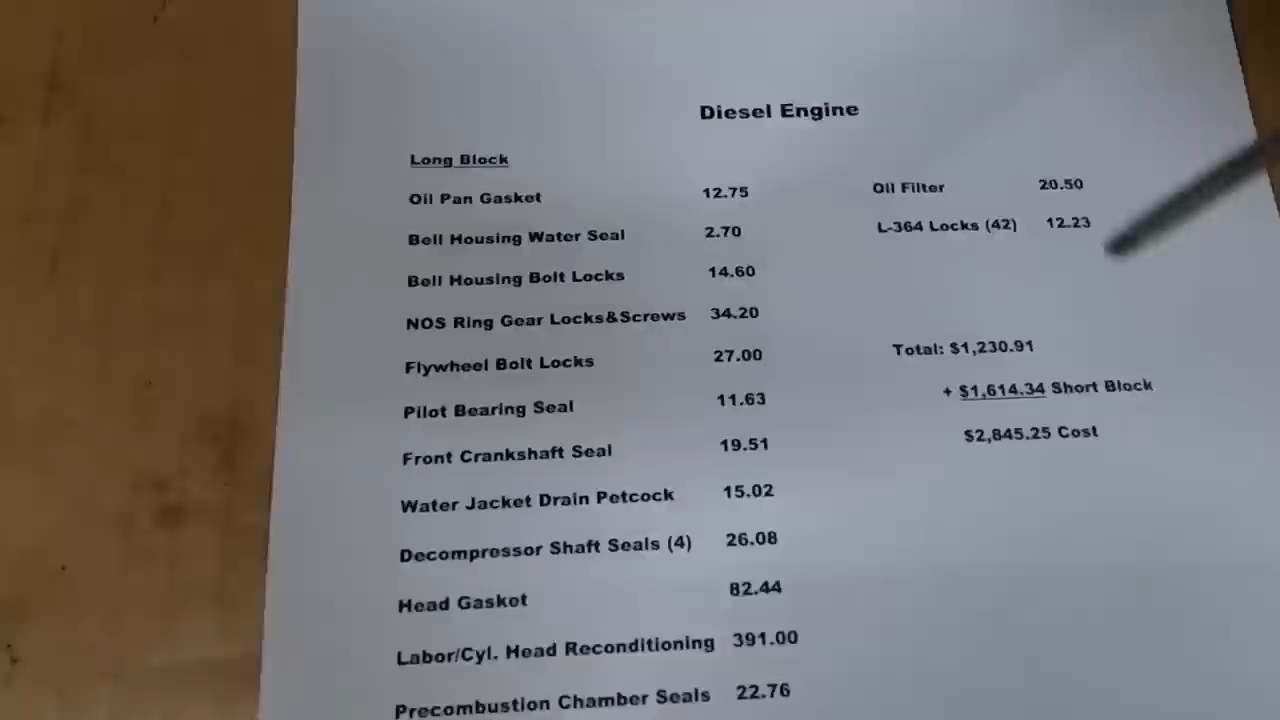 Diesel Engine
Long Block
Oil Pan Gasket 12.75
Bell Housing Water Seal 2.70
Bell Housing Bolt Locks 14.60
NOS Ring Gear Locks&Screws 34.20
Flywheel Bolt Locks 27.00
Pilot Bearing Seal 11.63
Front Crankshaft Seal 19.51
Water Jacket Drain Petcock 15.02
Decompressor Shaft Seals (4) 26.08
Head Gasket 82.44
Labor/Cyl. Head Reconditioning 391.00
Precombustion Chamber Seals 22.76
Oil Filter 20.50
L-364 Locks (42) 12.23
Total: $1,230.91
+ $1,614.34 Short Block
$2,845.25 Cost